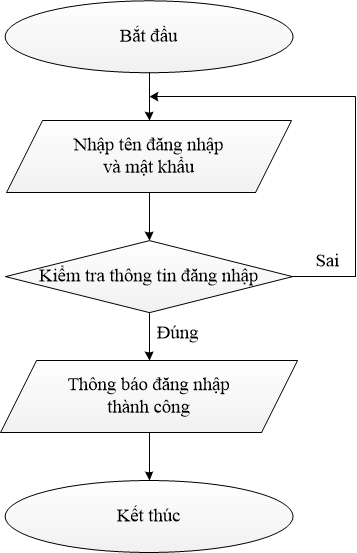 Bắt đầu
Nhập tên đăng nhập
và mật khẩu
Kiểm tra thông tin đăng nhập
Sai
Đúng
Thông báo đăng nhập
thành công
Kết thúc